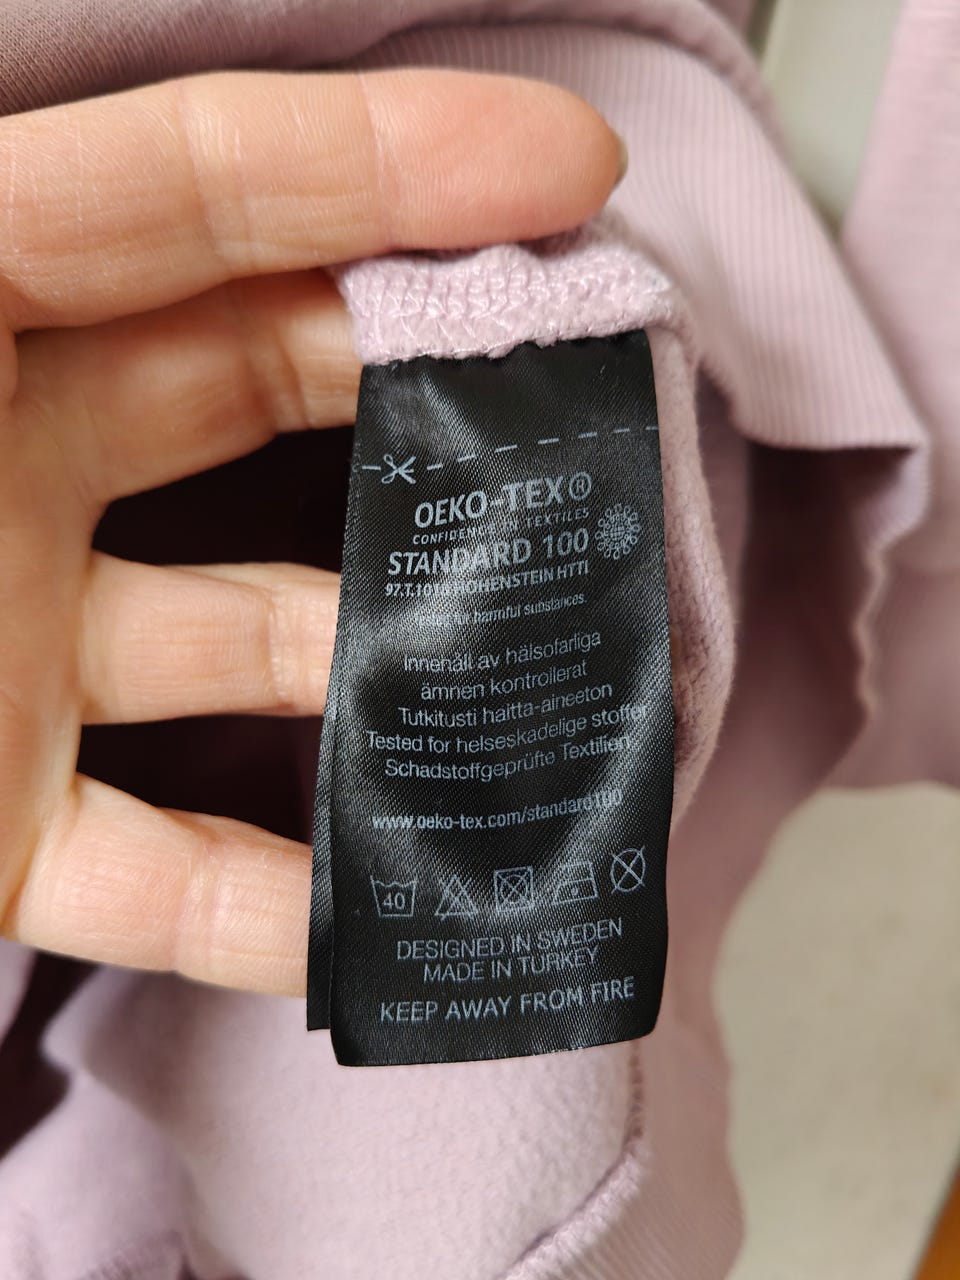 OEKO-TEX®
CONFIDENCE IN TEXTILES
STANDARD 100
HOHENSTEIN HTTI
Tested for harmful substances.
Innehåll av hälsofarliga
ämnen kontrollerat
Tutkitusti haitta-aineeton
Tested for helseskadelige stoffer
Schadstoffgeprüfte Textilien
www.oeko-tex.com/standard100
40
DESIGNED IN SWEDEN
MADE IN TURKEY
KEEP AWAY FROM FIRE